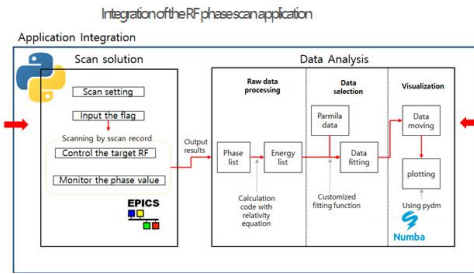 Integration of the RF phase scan application
Application Integration
Scan solution
Scan setting
Input the flag
Scanning by sscan record
Control the target RF
Monitor the phase value
EPICS
Output
results
Data Analysis
Raw data
processing
Phase
list
Energy
list
Calculation
code with
relativity
equation
Data
selection
Parmila
data
Data
fitting
Customized
fitting function
Visualization
Data
moving
plotting
Using pydm
Numba